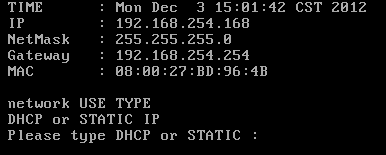 TIME : Mon Dec 3 15:01:42 CST 2012
IP : 192.168.254.168
NetMask : 255.255.255.0
Gateway : 192.168.254.254
MAC : 08:00:27:BD:96:4B
network USE TYPE
DHCP or STATIC IP
Please type DHCP or STATIC :